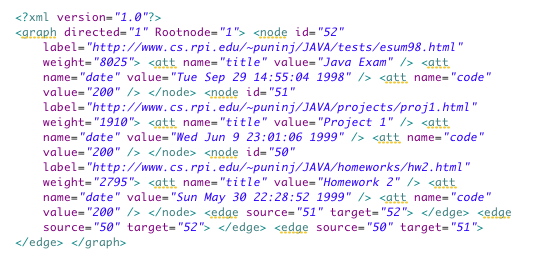 <?xml version="1.0"?>
<graph directed="1" Rootnode="1"> <node id="52"
label="http://www.cs.rpi.edu/~puninj/JAVA/tests/esum98.html"
weight="8025"> <att name="title" value="Java Exam" /> <att
name="date" value="Tue Sep 29 14:55:04 1998" /> <att name="code"
value="200" /> </node> <node id="51"
label="http://www.cs.rpi.edu/~puninj/JAVA/projects/proj1.html"
weight="1910"> <att name="title" value="Project 1" /> <att
name="date" value="Wed Jun 9 23:01:06 1999" /> <att name="code"
value="200" /> </node> <node id="50"
label="http://www.cs.rpi.edu/~puninj/JAVA/homeworks/hw2.html"
weight="2795"> <att name="title" value="Homework 2" /> <att
name="date" value="Sun May 30 22:28:52 1999" /> <att name="code"
value="200" /> </node> <edge source="51" target="52"> </edge> <edge
source="50" target="52"> </edge> <edge source="50" target="51">
</edge> </graph>